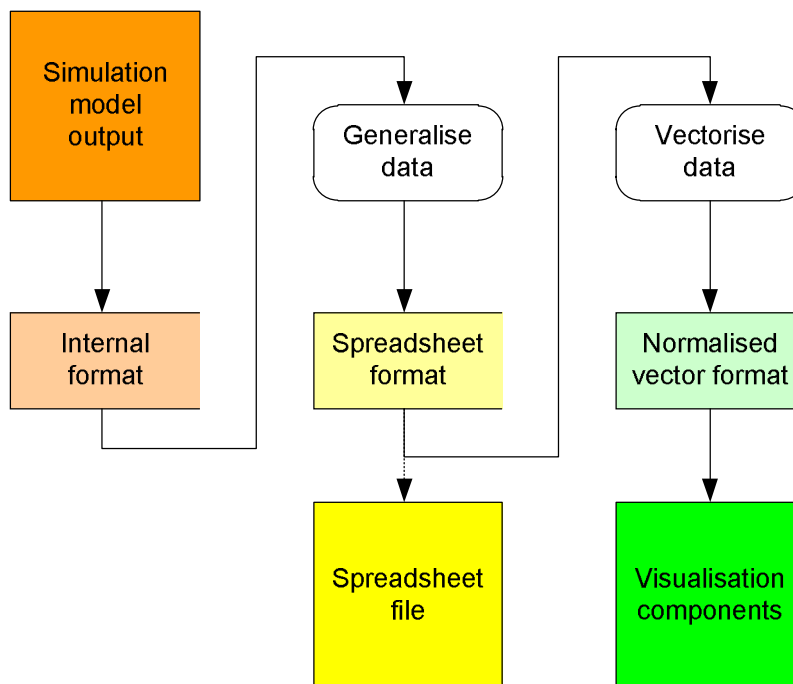 Simulation
model
output
Internal
format
Generalise
data
Spreadsheet
format
Spreadsheet
file
Vectorise
data
Normalised
vector format
Visualisation
components